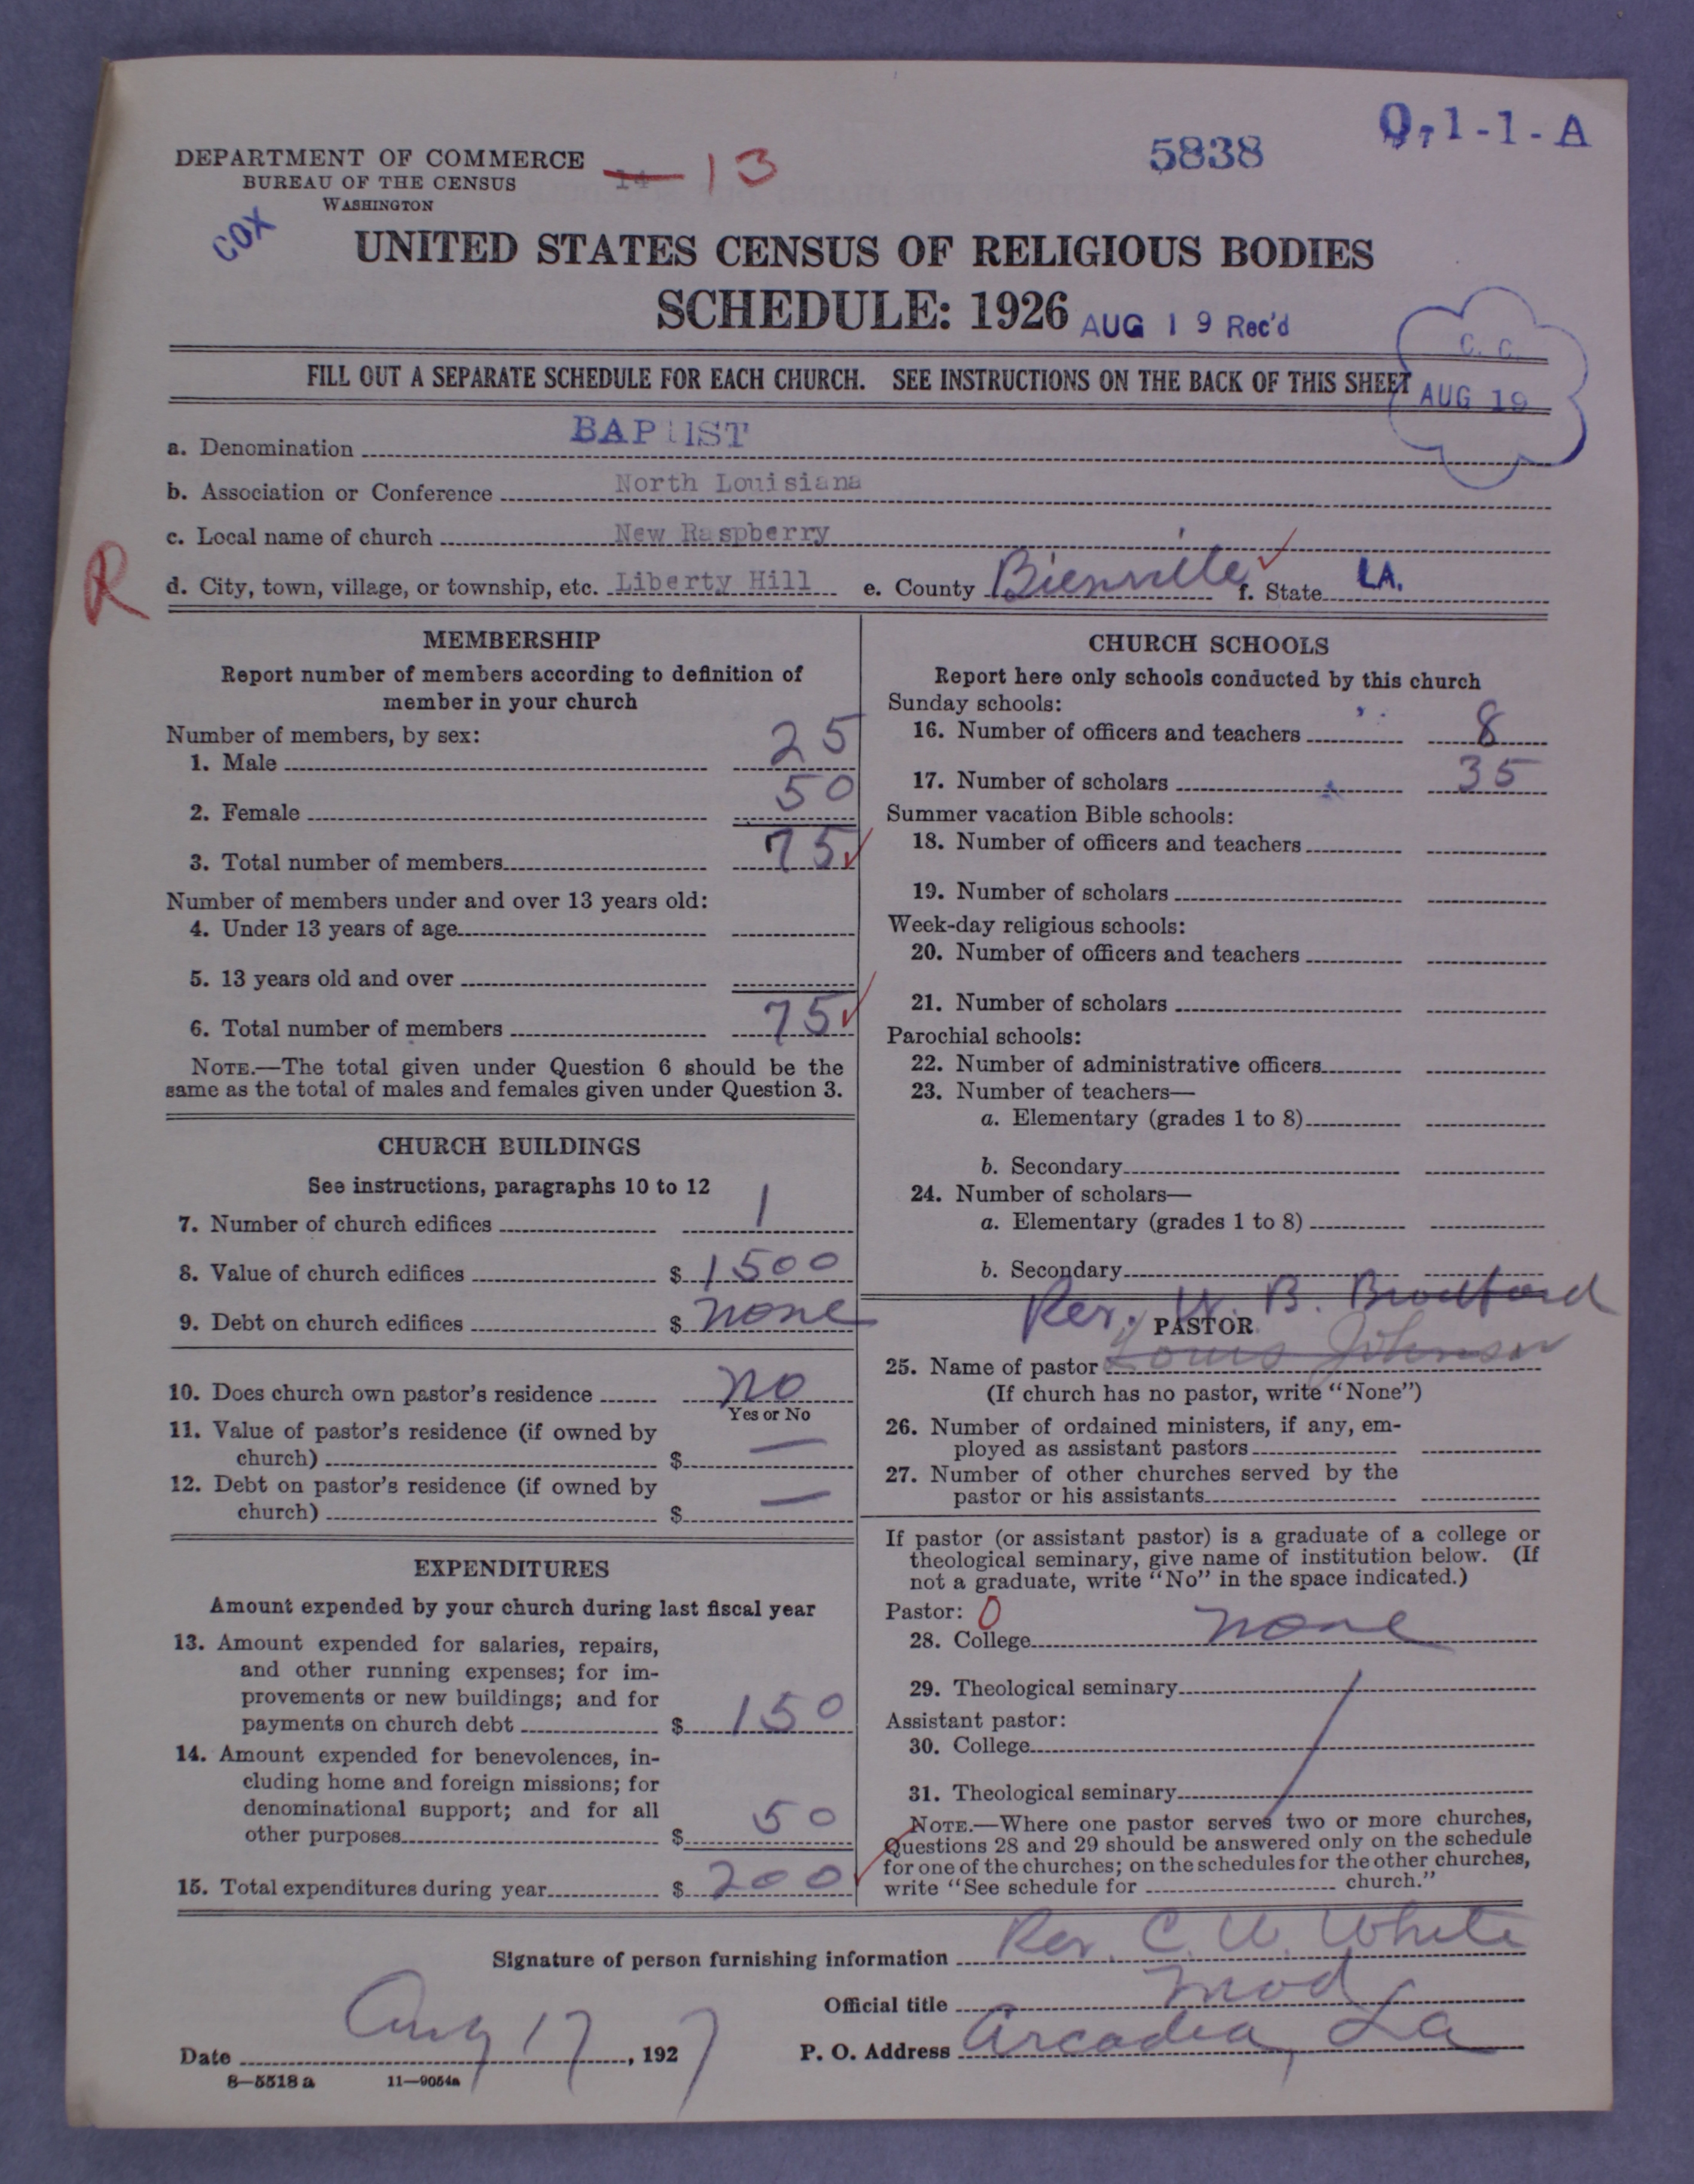 DEPARTMENT OF COMMERCE
BUREAU OF THE CENSUS
WASHINGTON
14 13
5838
0-1-1-A
COX
UNITED STATES CENSUS OF RELIGIOUS BODIES
SCHEDULE: 1926 AUG 19 Rec'd
C. C.
AUG 19
FILL OUT A SEPARATE SCHEDULE FOR EACH CHURCH. SEE INSTRUCTIONS ON THE BACK OF THIS SHEET
a. Denomination BAPTIST
b. Association or Conference North Louisiana
c. Local name of church New Raspberry
R
d. City, town, village, or township, etc. Liberty Hill e. County Bienville f. State LA.
MEMBERSHIP
Report number of members according to definition of
member in your church
Number of members, by sex:
1. Male 25
2. Female 50
3. Total number of members 75
Number of members under and over 13 years old:
4. Under 13 years of age
5. 13 years old and over
6. Total number of members 75
NOTE.—The total given under Question 6 should be the
same as the total of males and females given under Question 3.
CHURCH BUILDINGS
See instructions, paragraphs 10 to 12
7. Number of church edifices 1
8. Value of church edifices $ 1500
9. Debt on church edifices $ none
10. Does church own pastor's residence no
Yes or No
11. Value of pastor's residence (if owned by
church) $ —
12. Debt on pastor's residence (if owned by
church) $ —
EXPENDITURES
Amount expended by your church during last fiscal year
13. Amount expended for salaries, repairs,
and other running expenses; for im-
provements or new buildings; and for
payments on church debt $ 150
14. Amount expended for benevolences, in-
cluding home and foreign missions; for
denominational support; and for all
other purposes $ 50
15. Total expenditures during year $ 200
CHURCH SCHOOLS
Report here only schools conducted by this church
Sunday schools:
16. Number of officers and teachers 8
17. Number of scholars 35
Summer vacation Bible schools:
18. Number of officers and teachers
19. Number of scholars
Week-day religious schools:
20. Number of officers and teachers
21. Number of scholars
Parochial schools:
22. Number of administrative officers
23. Number of teachers—
a. Elementary (grades 1 to 8)
b. Secondary
24. Number of scholars—
a. Elementary (grades 1 to 8)
b. Secondary
Rev. W. B. Bradford
PASTOR
25. Name of pastor Louis Johnson
(If church has no pastor, write "None")
26. Number of ordained ministers, if any, em-
ployed as assistant pastors
27. Number of other churches served by the
pastor or his assistants
If pastor (or assistant pastor) is a graduate of a college or
theological seminary, give name of institution below. (If
not a graduate, write "No" in the space indicated.)
Pastor: 0
28. College none
29. Theological seminary
Assistant pastor:
30. College
31. Theological seminary
NOTE.—Where one pastor serves two or more churches,
Questions 28 and 29 should be answered only on the schedule
for one of the churches; on the schedules for the other churches,
write "See schedule for church."
Signature of person furnishing information Rev. C. W. White
Official title Mod
Date Aug 17, 1927 P. O. Address Arcadia, La
8—5518 a 11—9054a